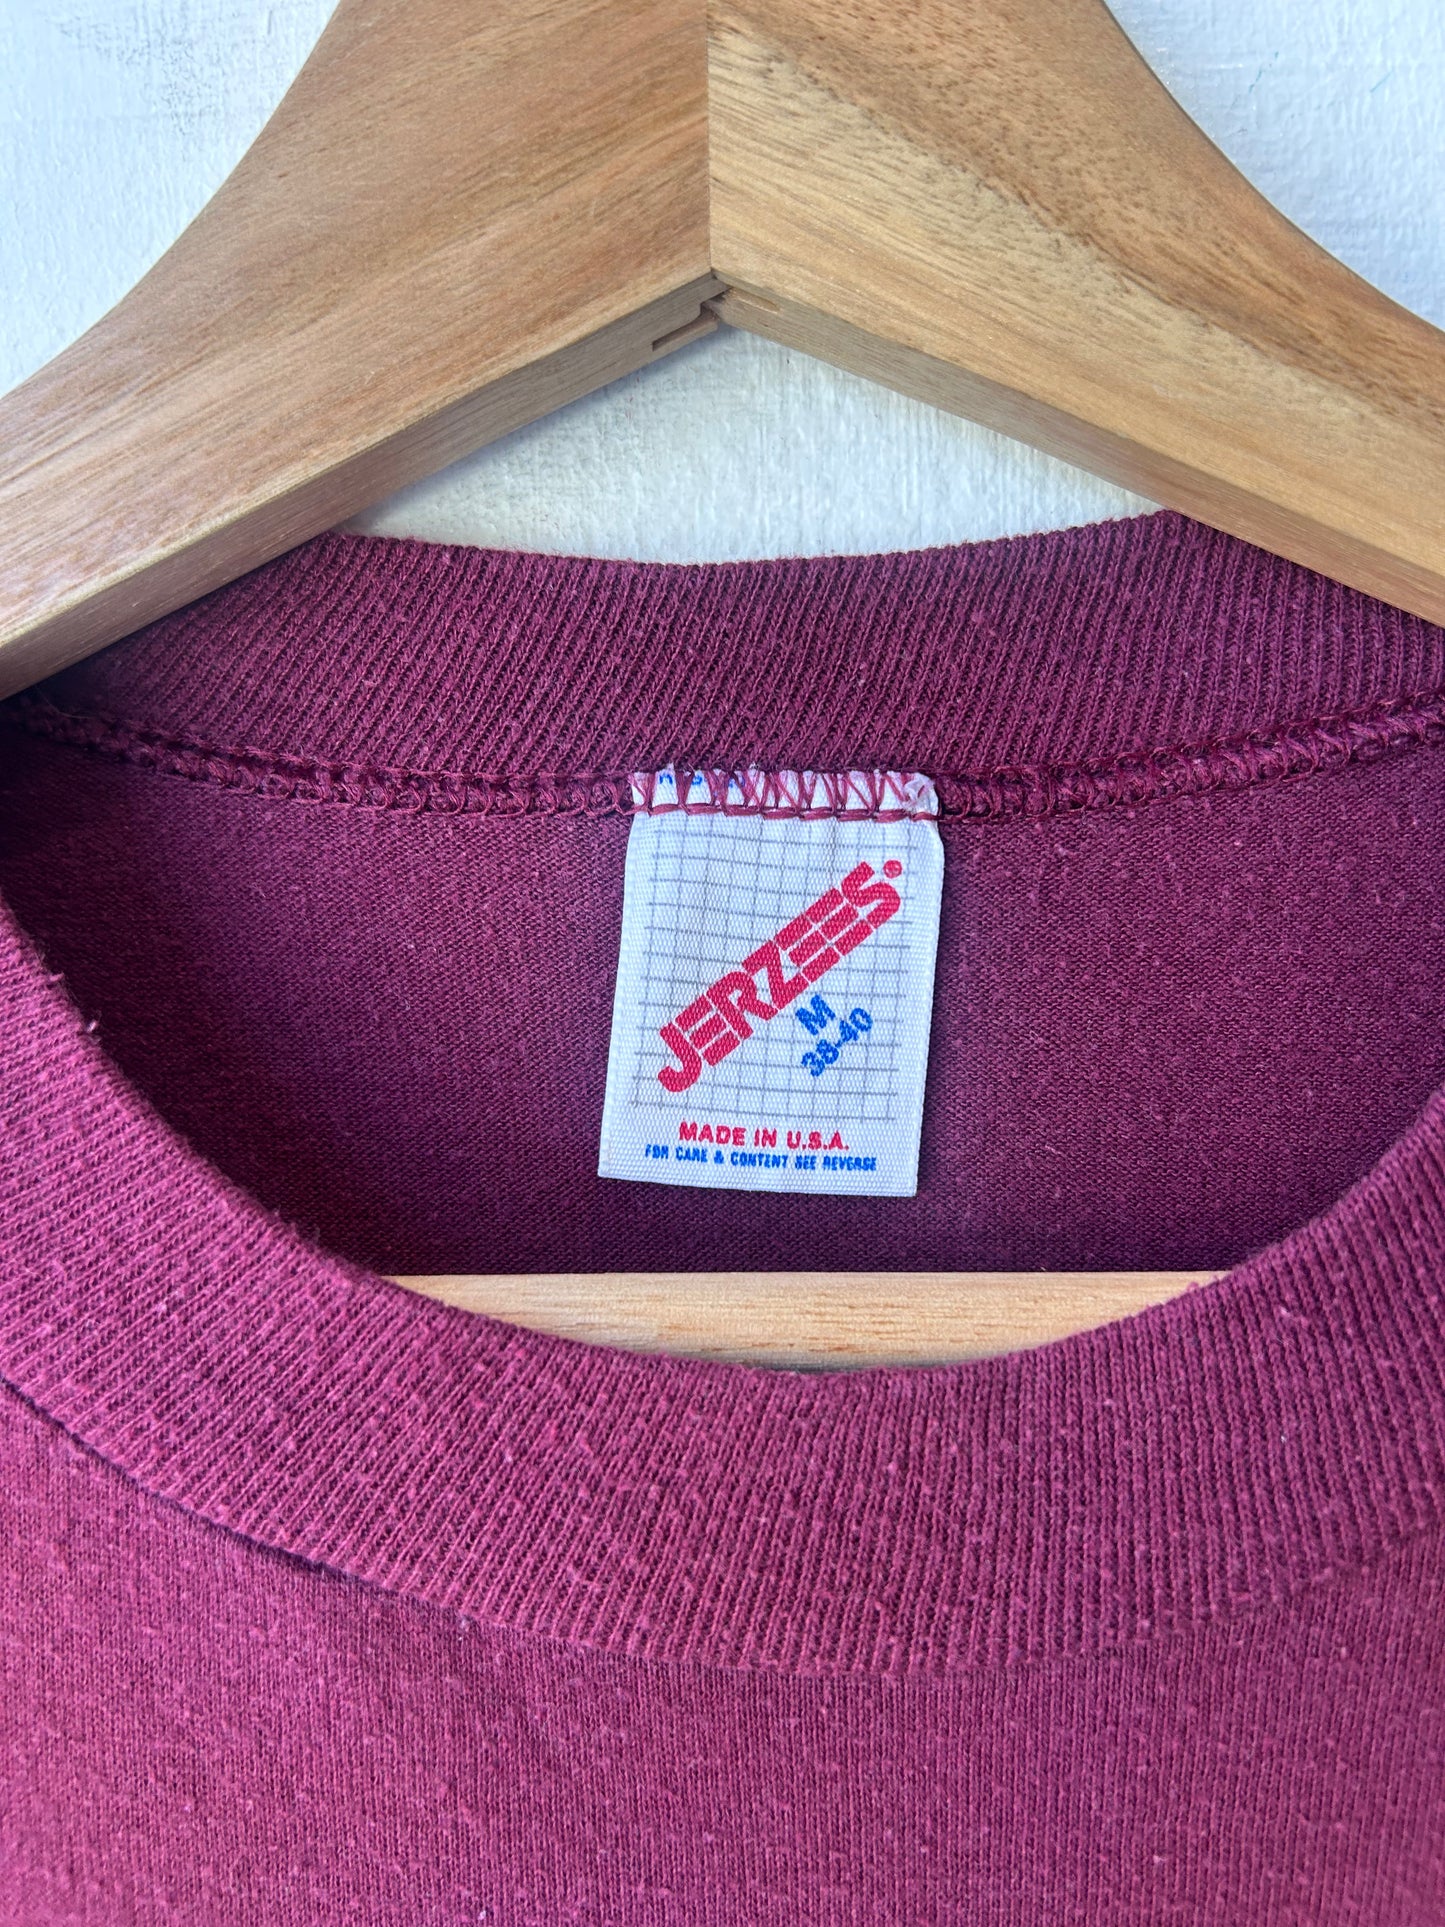 JERZEES
M
38-40
MADE IN U.S.A.
FOR CARE & CONTENT SEE REVERSE